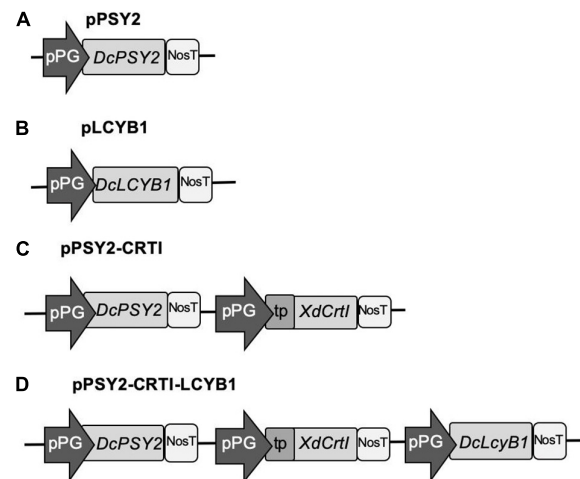 A pPSY2
pPG DcPSY2 NosT
B pLCYB1
pPG DcLCYB1 NosT
C pPSY2-CRTI
pPG DcPSY2 NosT pPG tp XdCrtI NosT
D pPSY2-CRTI-LCYB1
pPG DcPSY2 NosT pPG tp XdCrtI NosT pPG DcLcyB1 NosT